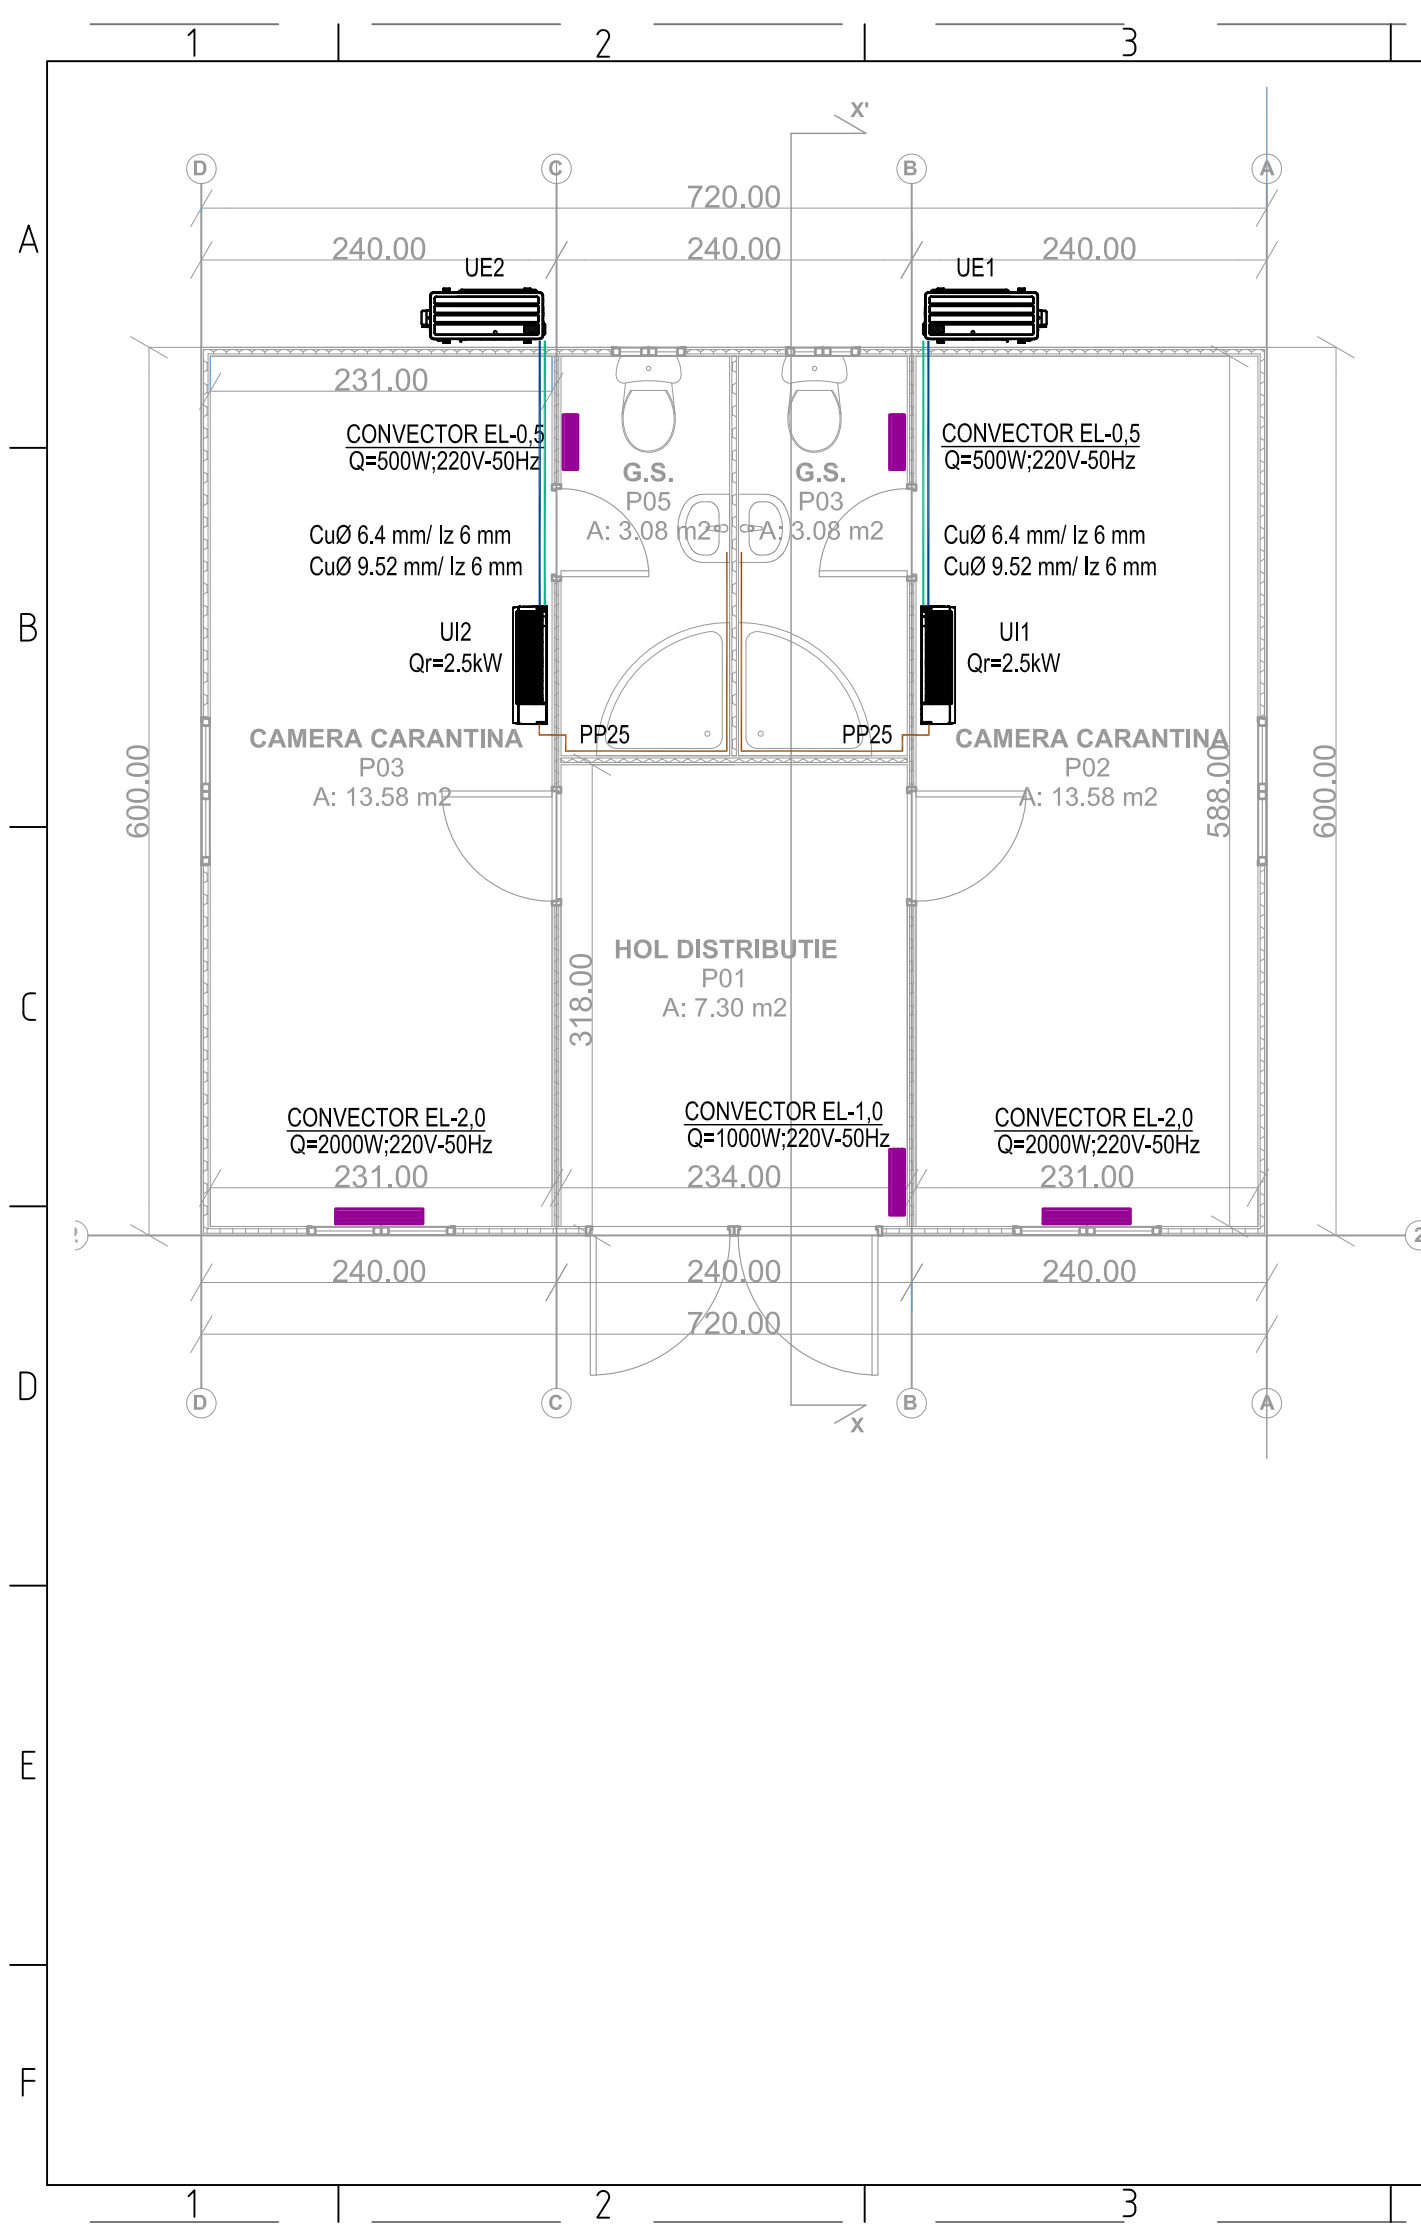 1 2 3
X'
D C B A
720.00
A
240.00 240.00 240.00
UE2 UE1
231.00
CONVECTOR EL-0,5
Q=500W;220V-50Hz
CONVECTOR EL-0,5
Q=500W;220V-50Hz
G.S.
P05
A: 3.08 m2
G.S.
P03
A: 3.08 m2
CuØ 6.4 mm/ Iz 6 mm
CuØ 9.52 mm/ Iz 6 mm
CuØ 6.4 mm/ Iz 6 mm
CuØ 9.52 mm/ Iz 6 mm
B
UI2
Qr=2.5kW
UI1
Qr=2.5kW
PP25 PP25
CAMERA CARANTINA
P03
A: 13.58 m2
CAMERA CARANTINA
P02
A: 13.58 m2
600.00
588.00
600.00
HOL DISTRIBUTIE
P01
A: 7.30 m2
318.00
C
CONVECTOR EL-2,0
Q=2000W;220V-50Hz
CONVECTOR EL-1,0
Q=1000W;220V-50Hz
CONVECTOR EL-2,0
Q=2000W;220V-50Hz
231.00 234.00 231.00
2
240.00 240.00 240.00
720.00
D
D C B A
X
E
F
1 2 3